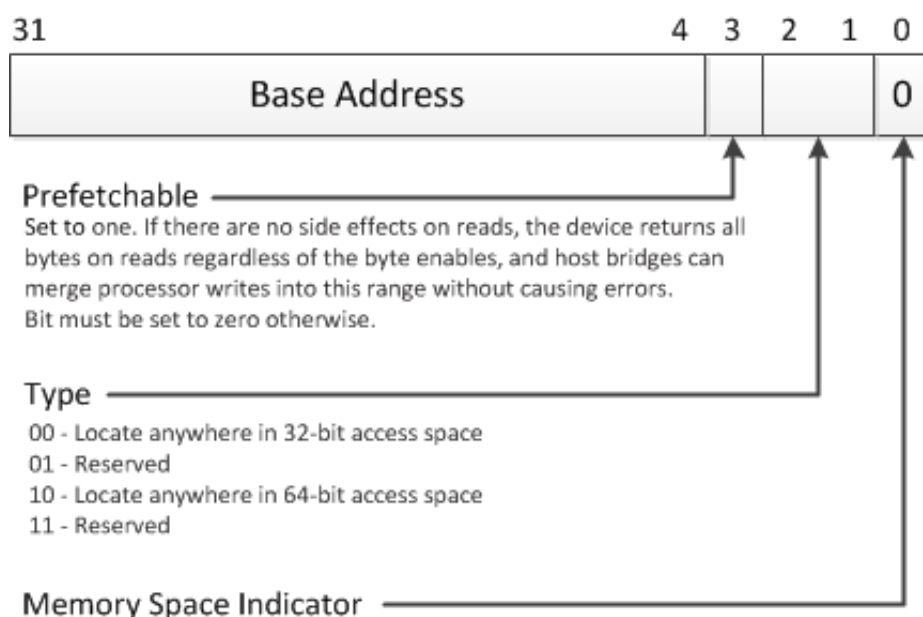 31 4 3 2 1 0
Base Address 0
Prefetchable
Set to one. If there are no side effects on reads, the device returns all
bytes on reads regardless of the byte enables, and host bridges can
merge processor writes into this range without causing errors.
Bit must be set to zero otherwise.
Type
00 - Locate anywhere in 32-bit access space
01 - Reserved
10 - Locate anywhere in 64-bit access space
11 - Reserved
Memory Space Indicator